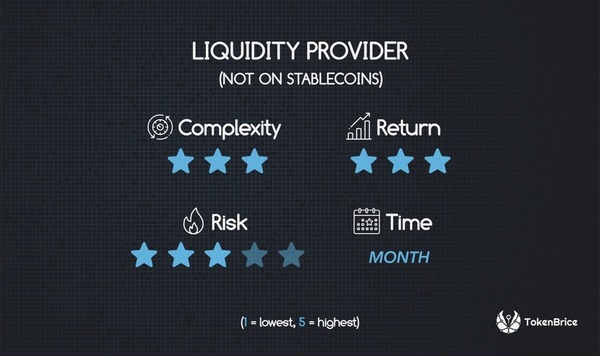 LIQUIDITY PROVIDER
(NOT ON STABLECOINS)
Complexity
Return
Risk
Time
MONTH
(1 = lowest, 5 = highest)
TokenBrice